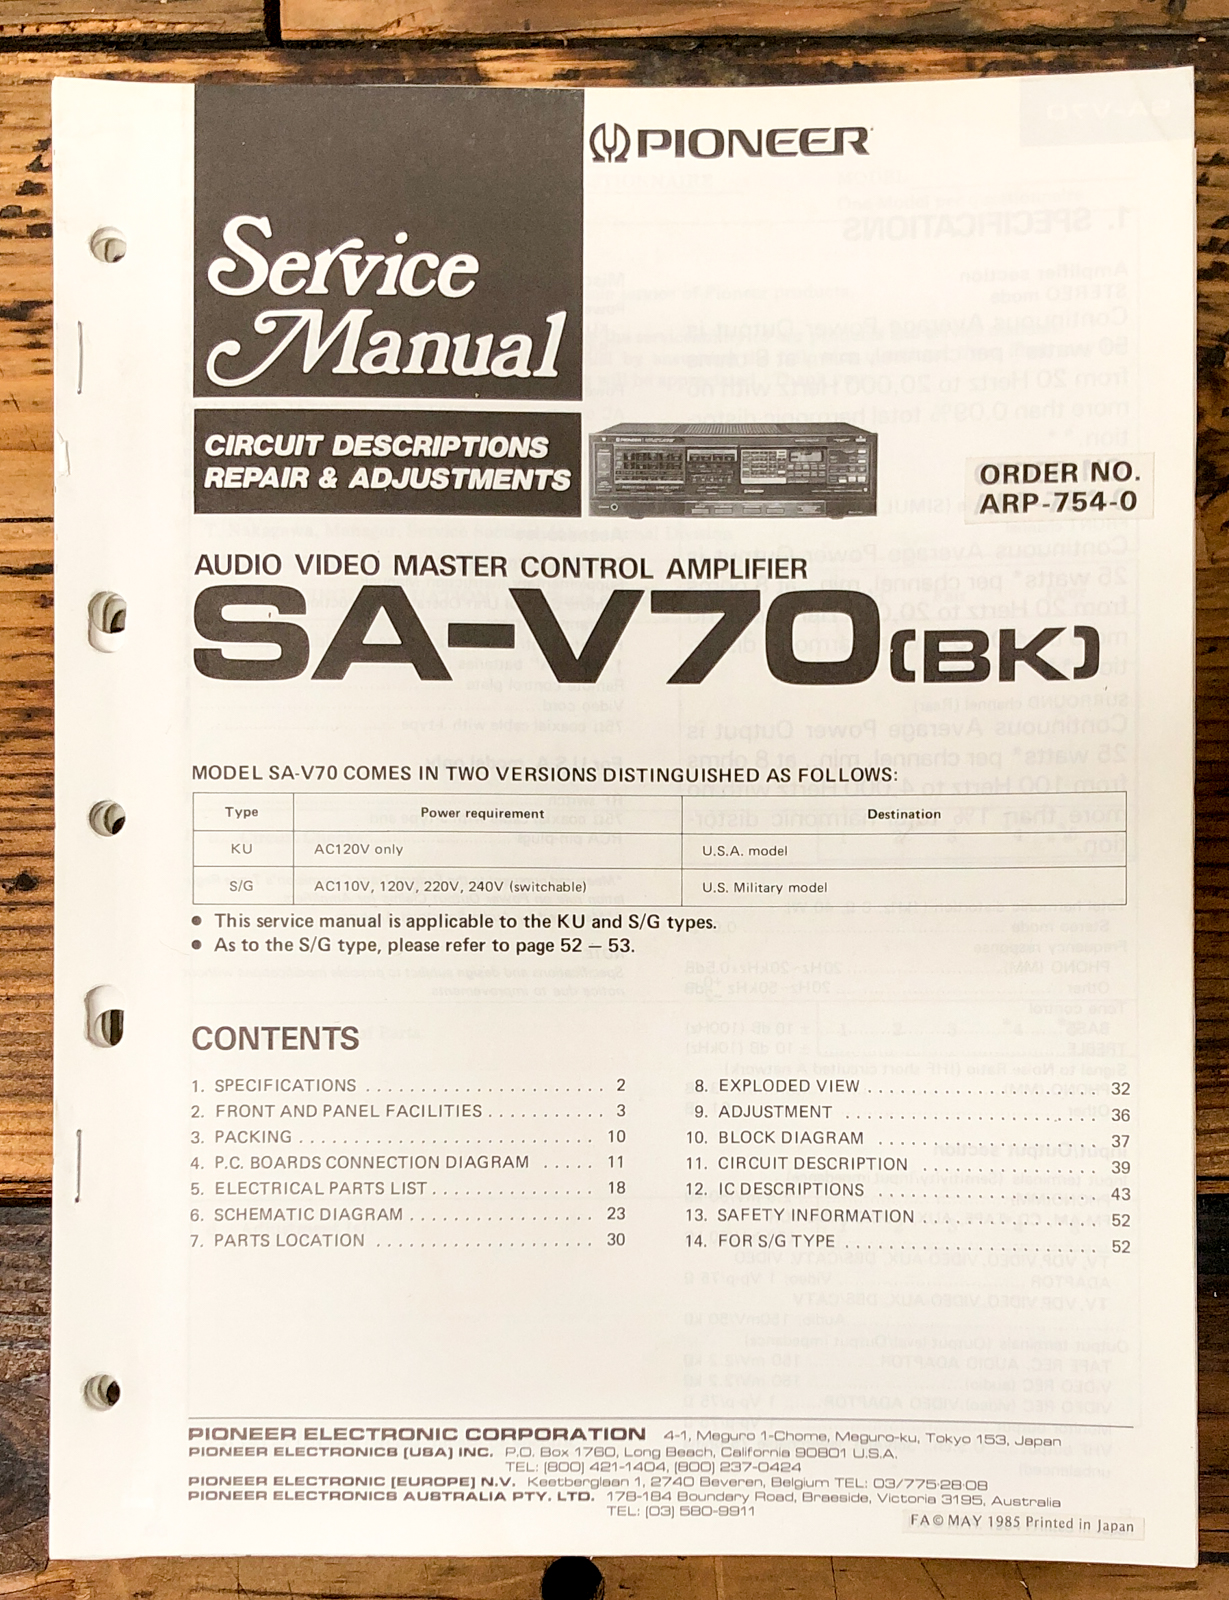 PIONEER
Service
Manual
CIRCUIT DESCRIPTIONS
REPAIR & ADJUSTMENTS
ORDER NO.
ARP-754-0
AUDIO VIDEO MASTER CONTROL AMPLIFIER
SA-V70(BK)
MODEL SA-V70 COMES IN TWO VERSIONS DISTINGUISHED AS FOLLOWS:
Type Power requirement Destination
KU AC120V only U.S.A. model
S/G AC110V, 120V, 220V, 240V (switchable) U.S. Military model
● This service manual is applicable to the KU and S/G types.
● As to the S/G type, please refer to page 52 – 53.
CONTENTS
1. SPECIFICATIONS . . . . . . . . . . . . . . . . . . . . . . . . . 2
2. FRONT AND PANEL FACILITIES . . . . . . . . . . . . 3
3. PACKING . . . . . . . . . . . . . . . . . . . . . . . . . . . . . . 10
4. P.C. BOARDS CONNECTION DIAGRAM . . . . . 11
5. ELECTRICAL PARTS LIST . . . . . . . . . . . . . . . . . 18
6. SCHEMATIC DIAGRAM . . . . . . . . . . . . . . . . . . . 23
7. PARTS LOCATION . . . . . . . . . . . . . . . . . . . . . . . 30
8. EXPLODED VIEW . . . . . . . . . . . . . . . . . . . . . . . 32
9. ADJUSTMENT . . . . . . . . . . . . . . . . . . . . . . . . . . 36
10. BLOCK DIAGRAM . . . . . . . . . . . . . . . . . . . . . . 37
11. CIRCUIT DESCRIPTION . . . . . . . . . . . . . . . . . . 39
12. IC DESCRIPTIONS . . . . . . . . . . . . . . . . . . . . . . 43
13. SAFETY INFORMATION . . . . . . . . . . . . . . . . . . 52
14. FOR S/G TYPE . . . . . . . . . . . . . . . . . . . . . . . . . 52
PIONEER ELECTRONIC CORPORATION 4-1, Meguro 1-Chome, Meguro-ku, Tokyo 153, Japan
PIONEER ELECTRONICS (USA) INC. P.O. Box 1760, Long Beach, California 90801 U.S.A.
TEL: (800) 421-1404, (800) 237-0424
PIONEER ELECTRONIC (EUROPE) N.V. Keetberglaan 1, 2740 Beveren, Belgium TEL: 03/775·28·08
PIONEER ELECTRONICS AUSTRALIA PTY. LTD. 178-184 Boundary Road, Braeside, Victoria 3195, Australia
TEL: (03) 580-9911
FA © MAY 1985 Printed in Japan